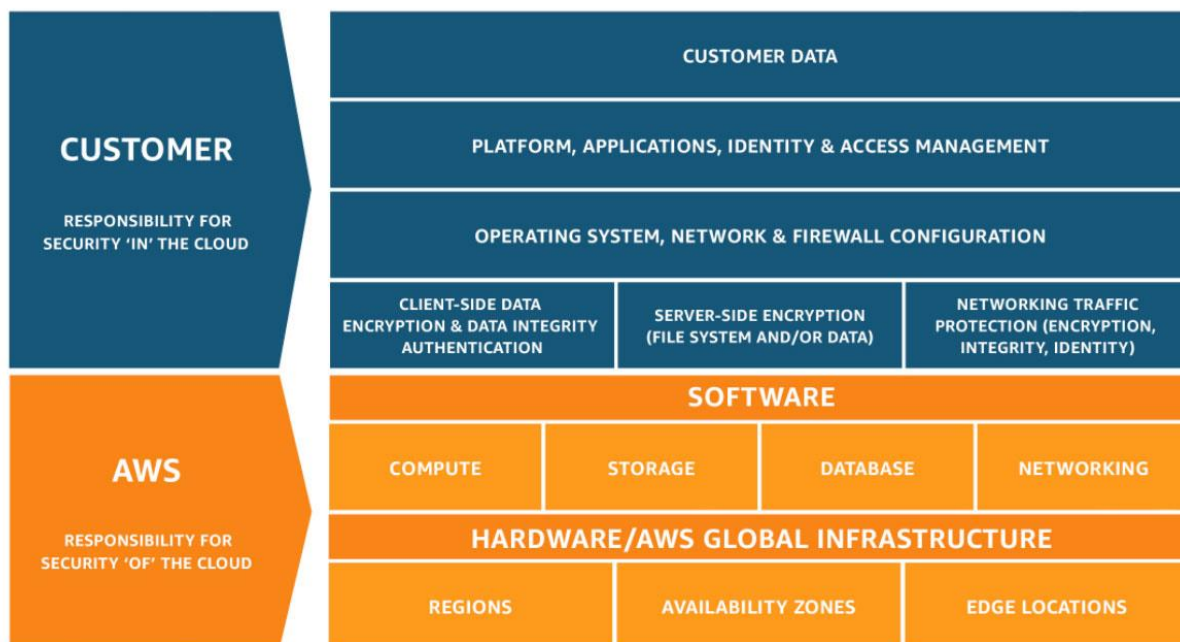 CUSTOMER
RESPONSIBILITY FOR
SECURITY ‘IN’ THE CLOUD
CUSTOMER DATA
PLATFORM, APPLICATIONS, IDENTITY & ACCESS MANAGEMENT
OPERATING SYSTEM, NETWORK & FIREWALL CONFIGURATION
CLIENT-SIDE DATA
ENCRYPTION & DATA INTEGRITY
AUTHENTICATION
SERVER-SIDE ENCRYPTION
(FILE SYSTEM AND/OR DATA)
NETWORKING TRAFFIC
PROTECTION (ENCRYPTION,
INTEGRITY, IDENTITY)
AWS
RESPONSIBILITY FOR
SECURITY ‘OF’ THE CLOUD
SOFTWARE
COMPUTE
STORAGE
DATABASE
NETWORKING
HARDWARE/AWS GLOBAL INFRASTRUCTURE
REGIONS
AVAILABILITY ZONES
EDGE LOCATIONS